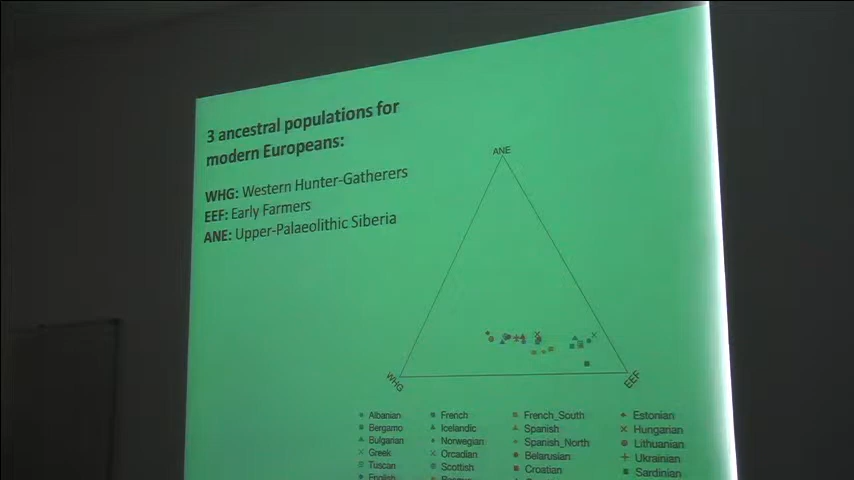 3 ancestral populations for
modern Europeans:
WHG: Western Hunter-Gatherers
EEF: Early Farmers
ANE: Upper-Palaeolithic Siberia
ANE
WHG
EEF
Albanian
Bergamo
Bulgarian
Greek
Tuscan
English
French
Icelandic
Norwegian
Orcadian
Scottish
French_South
Spanish
Spanish_North
Belarusian
Croatian
Estonian
Hungarian
Lithuanian
Ukrainian
Sardinian